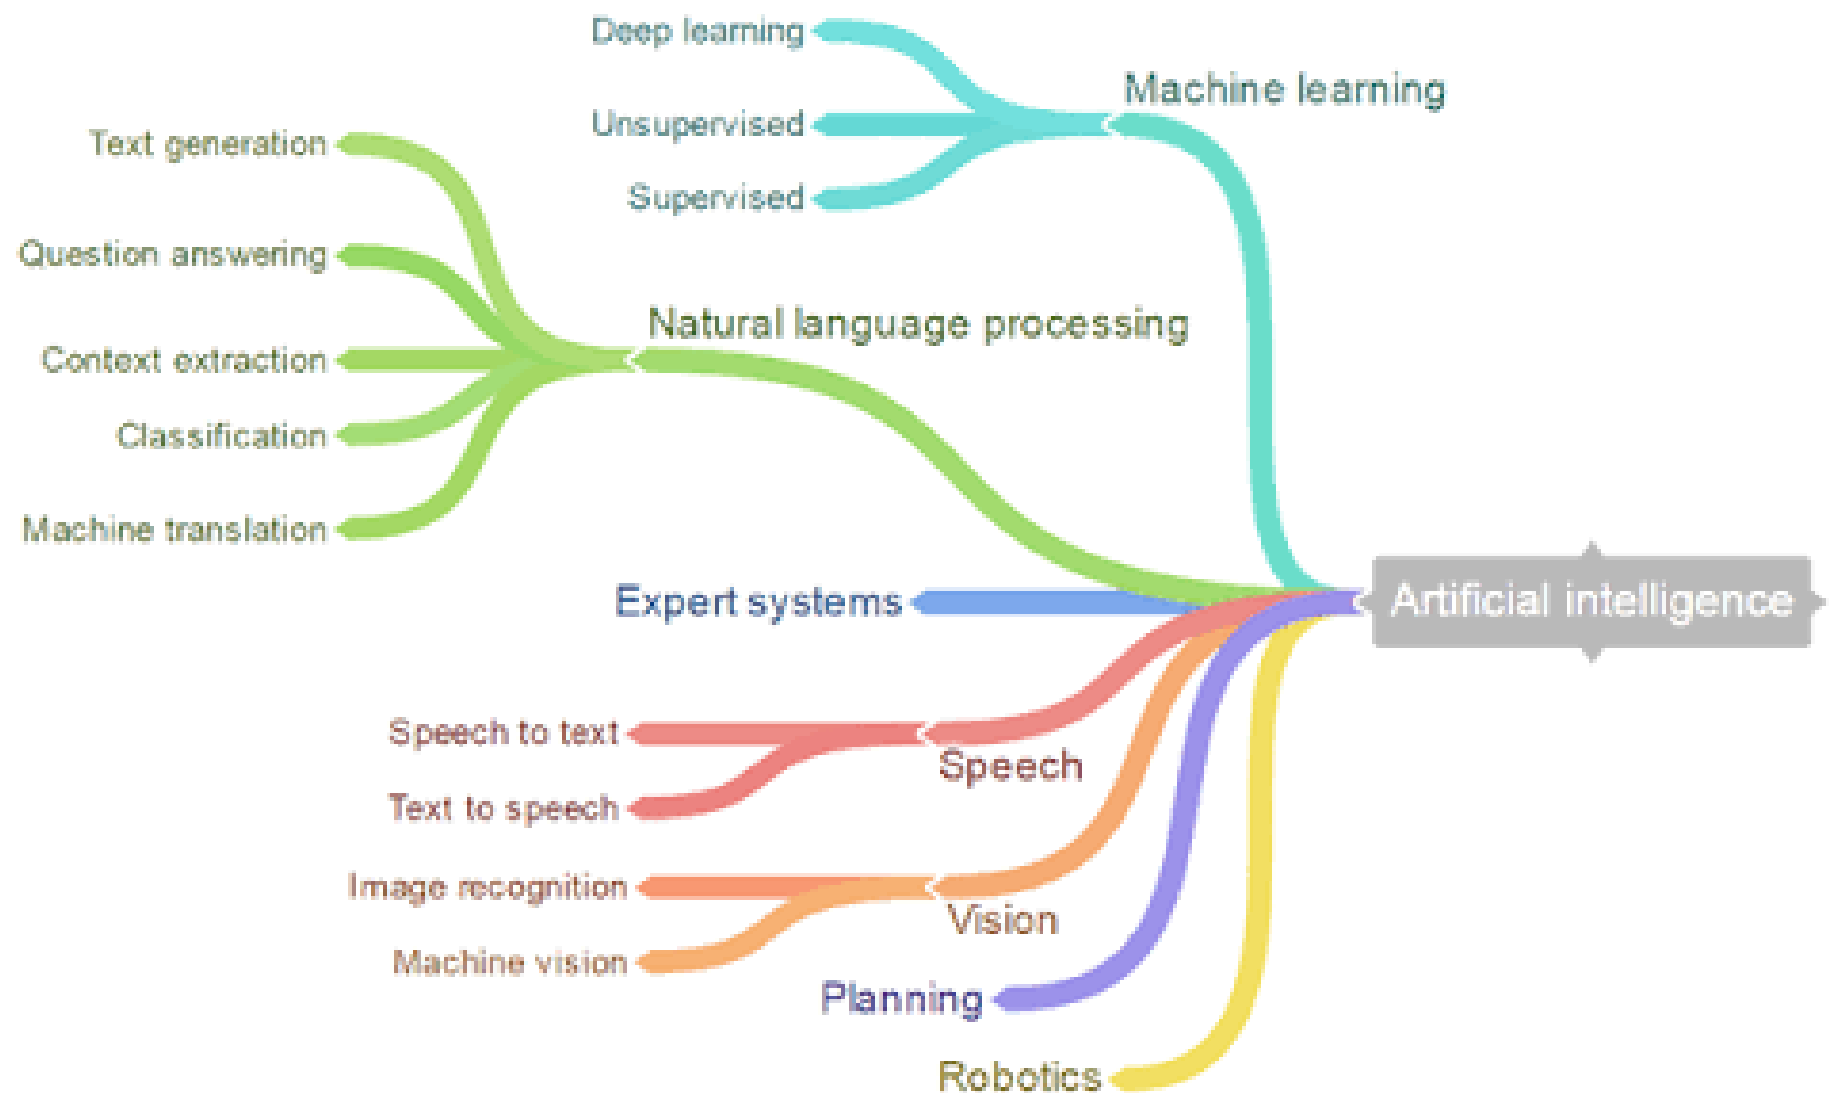 Deep learning
Machine learning
Unsupervised
Supervised
Text generation
Question answering
Natural language processing
Context extraction
Classification
Machine translation
Expert systems
Artificial intelligence
Speech to text
Speech
Text to speech
Image recognition
Vision
Machine vision
Planning
Robotics